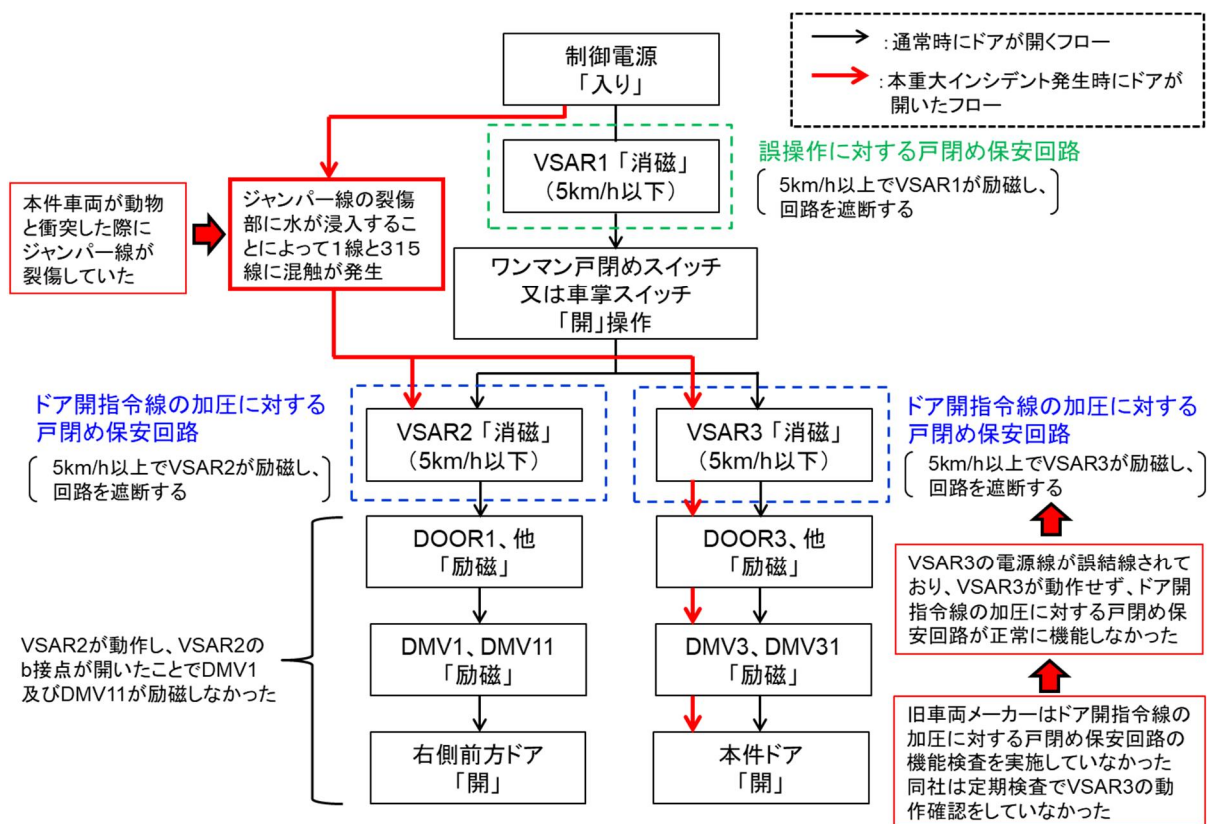 制御電源
「入り」
:通常時にドアが開くフロー
:本重大インシデント発生時にドアが
開いたフロー
VSAR1「消磁」
(5km/h以下)
誤操作に対する戸閉め保安回路
5km/h以上でVSAR1が励磁し、
回路を遮断する
本件車両が動物
と衝突した際に
ジャンパー線が
裂傷していた
ジャンパー線の裂傷
部に水が浸入するこ
とによって1線と315
線に混触が発生
ワンマン戸閉めスイッチ
又は車掌スイッチ
「開」操作
ドア開指令線の加圧に対する
戸閉め保安回路
5km/h以上でVSAR2が励磁し、
回路を遮断する
VSAR2「消磁」
(5km/h以下)
VSAR3「消磁」
(5km/h以下)
ドア開指令線の加圧に対する
戸閉め保安回路
5km/h以上でVSAR3が励磁し、
回路を遮断する
DOOR1、他
「励磁」
DOOR3、他
「励磁」
VSAR3の電源線が誤結線されて
おり、VSAR3が動作せず、ドア開
指令線の加圧に対する戸閉め保
安回路が正常に機能しなかった
VSAR2が動作し、VSAR2の
b接点が開いたことでDMV1
及びDMV11が励磁しなかった
DMV1、DMV11
「励磁」
DMV3、DMV31
「励磁」
右側前方ドア
「開」
本件ドア
「開」
旧車両メーカーはドア開指令線の
加圧に対する戸閉め保安回路の
機能検査を実施していなかった
同社は定期検査でVSAR3の動
作確認をしていなかった